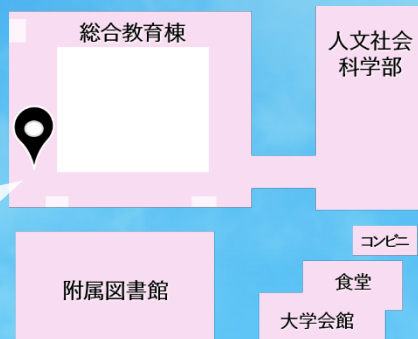 総合教育棟
人文社会
科学部
コンビニ
食堂
附属図書館
大学会館